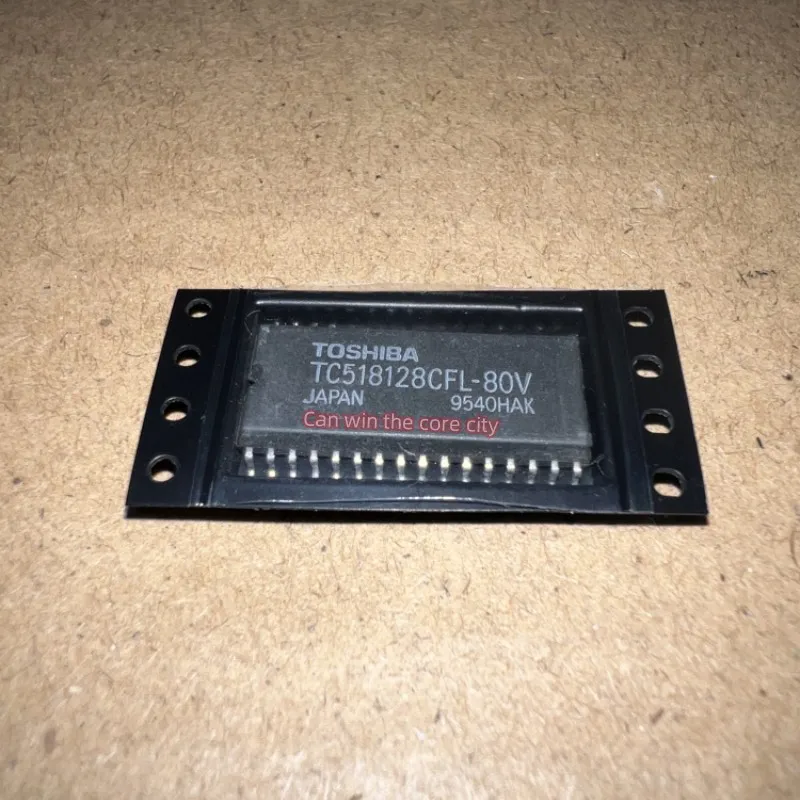 TOSHIBA
TC518128CFL-80V
JAPAN 9540HAK
Can win the core city